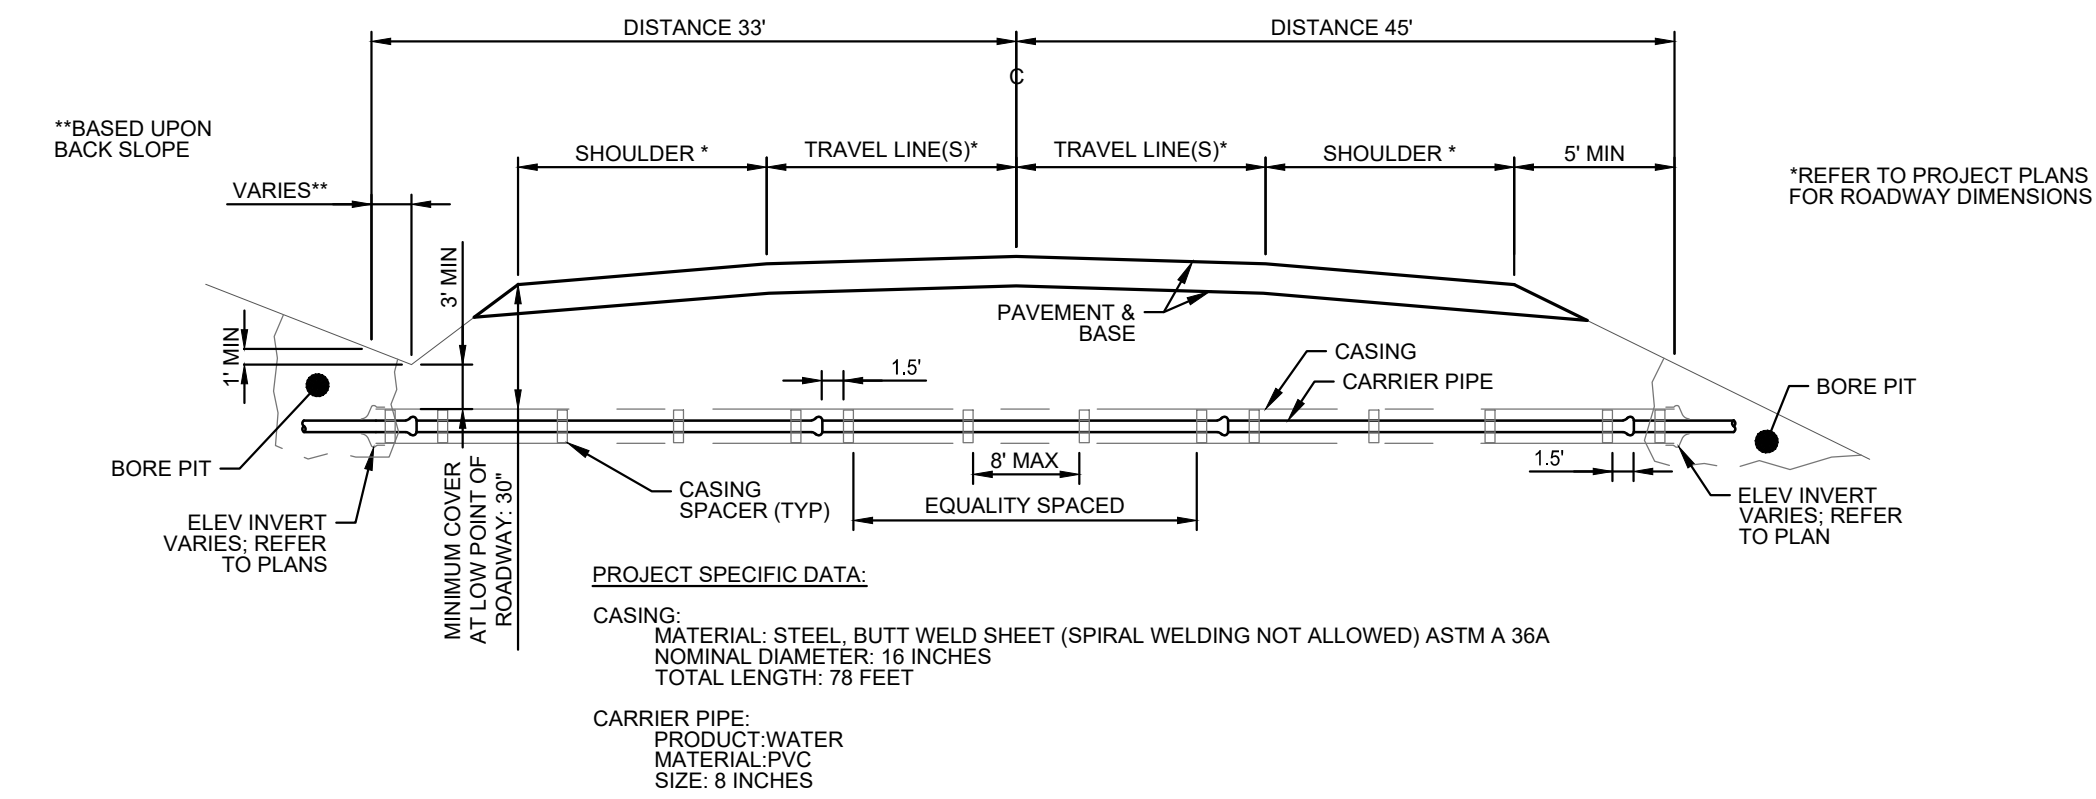 DISTANCE 33'
DISTANCE 45'
C
**BASED UPON
BACK SLOPE
SHOULDER *
TRAVEL LINE(S)*
TRAVEL LINE(S)*
SHOULDER *
5' MIN
*REFER TO PROJECT PLANS
FOR ROADWAY DIMENSIONS
VARIES**
3' MIN
1' MIN
PAVEMENT &
BASE
1.5'
CASING
CARRIER PIPE
BORE PIT
BORE PIT
8' MAX
1.5'
EQUALITY SPACED
CASING
SPACER (TYP)
MINIMUM COVER
AT LOW POINT OF
ROADWAY: 30"
ELEV INVERT
VARIES; REFER
TO PLANS
ELEV INVERT
VARIES; REFER
TO PLAN
PROJECT SPECIFIC DATA:
CASING:
MATERIAL: STEEL, BUTT WELD SHEET (SPIRAL WELDING NOT ALLOWED) ASTM A 36A
NOMINAL DIAMETER: 16 INCHES
TOTAL LENGTH: 78 FEET
CARRIER PIPE:
PRODUCT:WATER
MATERIAL:PVC
SIZE: 8 INCHES